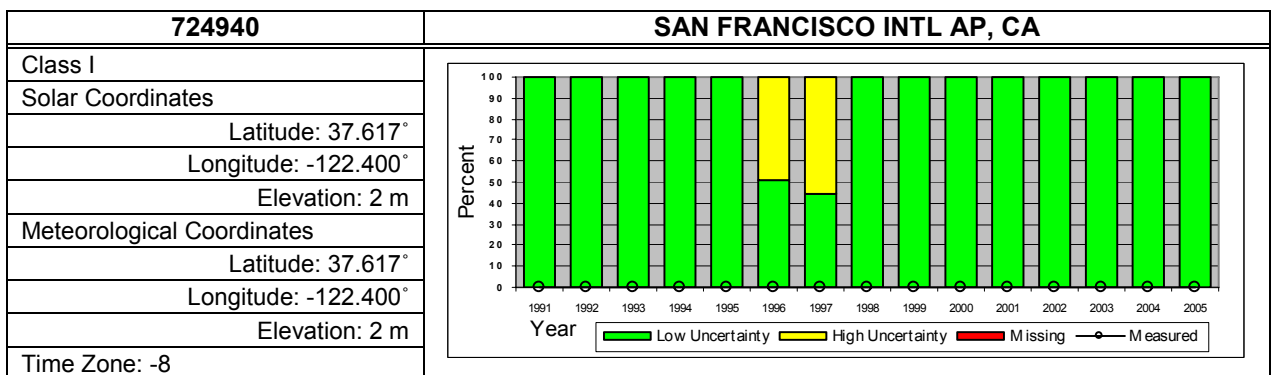 724940
SAN FRANCISCO INTL AP, CA
Class I
Solar Coordinates
Latitude: 37.617˚
Longitude: -122.400˚
Elevation: 2 m
Meteorological Coordinates
Latitude: 37.617˚
Longitude: -122.400˚
Elevation: 2 m
Time Zone: -8
Percent
100
90
80
70
60
50
40
30
20
10
0
1991 1992 1993 1994 1995 1996 1997 1998 1999 2000 2001 2002 2003 2004 2005
Year
Low Uncertainty High Uncertainty Missing Measured